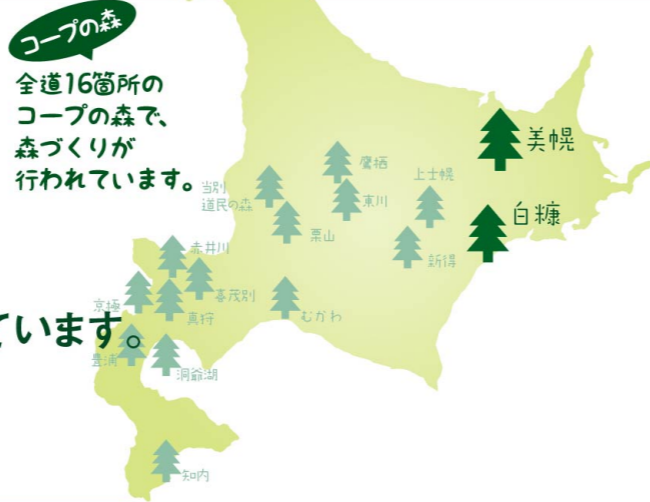 コープの森
全道16箇所の
コープの森で、
森づくりが
行われています。
美幌
鷹栖
上士幌
当別
道民の森
東川
白糠
栗山
赤井川
新得
喜茂別
京極
真狩
むかわ
ています。
豊浦
洞爺湖
知内